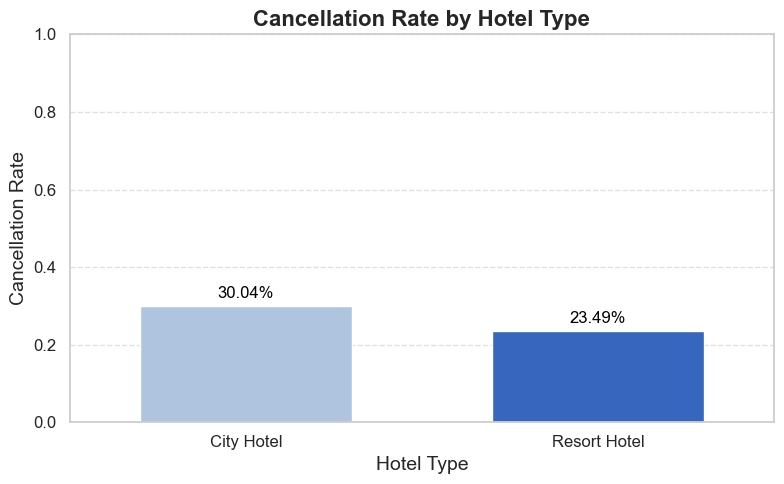 Cancellation Rate by Hotel Type
1.0
0.8
0.6
0.4
0.2
0.0
Cancellation Rate
30.04%
23.49%
City Hotel
Resort Hotel
Hotel Type